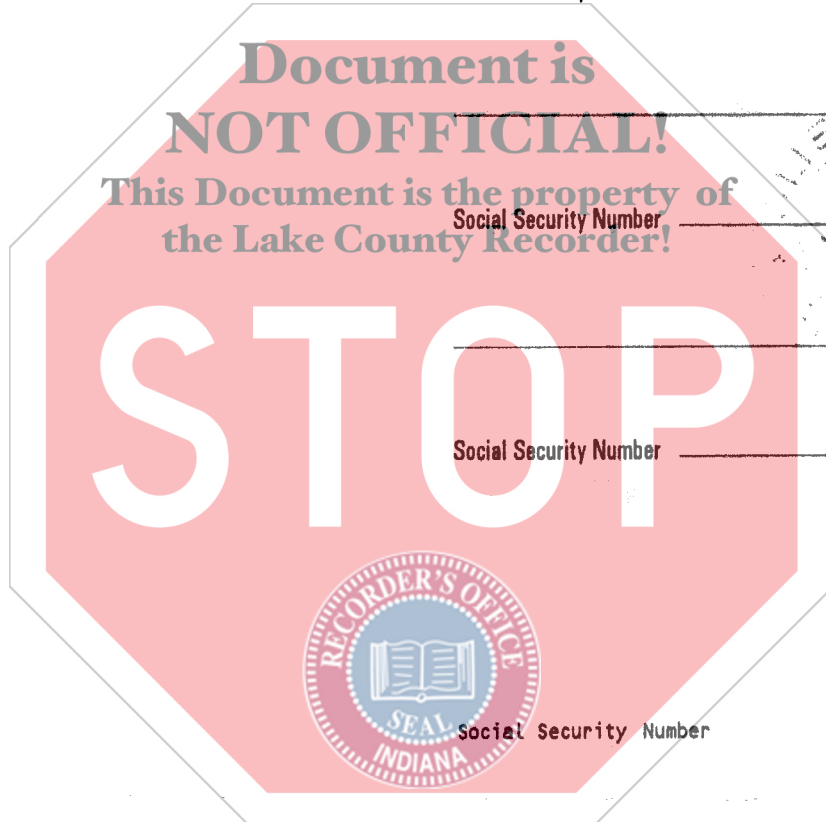 Document is
NOT OFFICIAL!
This Document is the property of
Social Security Number
the Lake County Recorder!
STOP
Social Security Number
RECORDER'S OFFICE
SEAL
INDIANA
Social Security Number